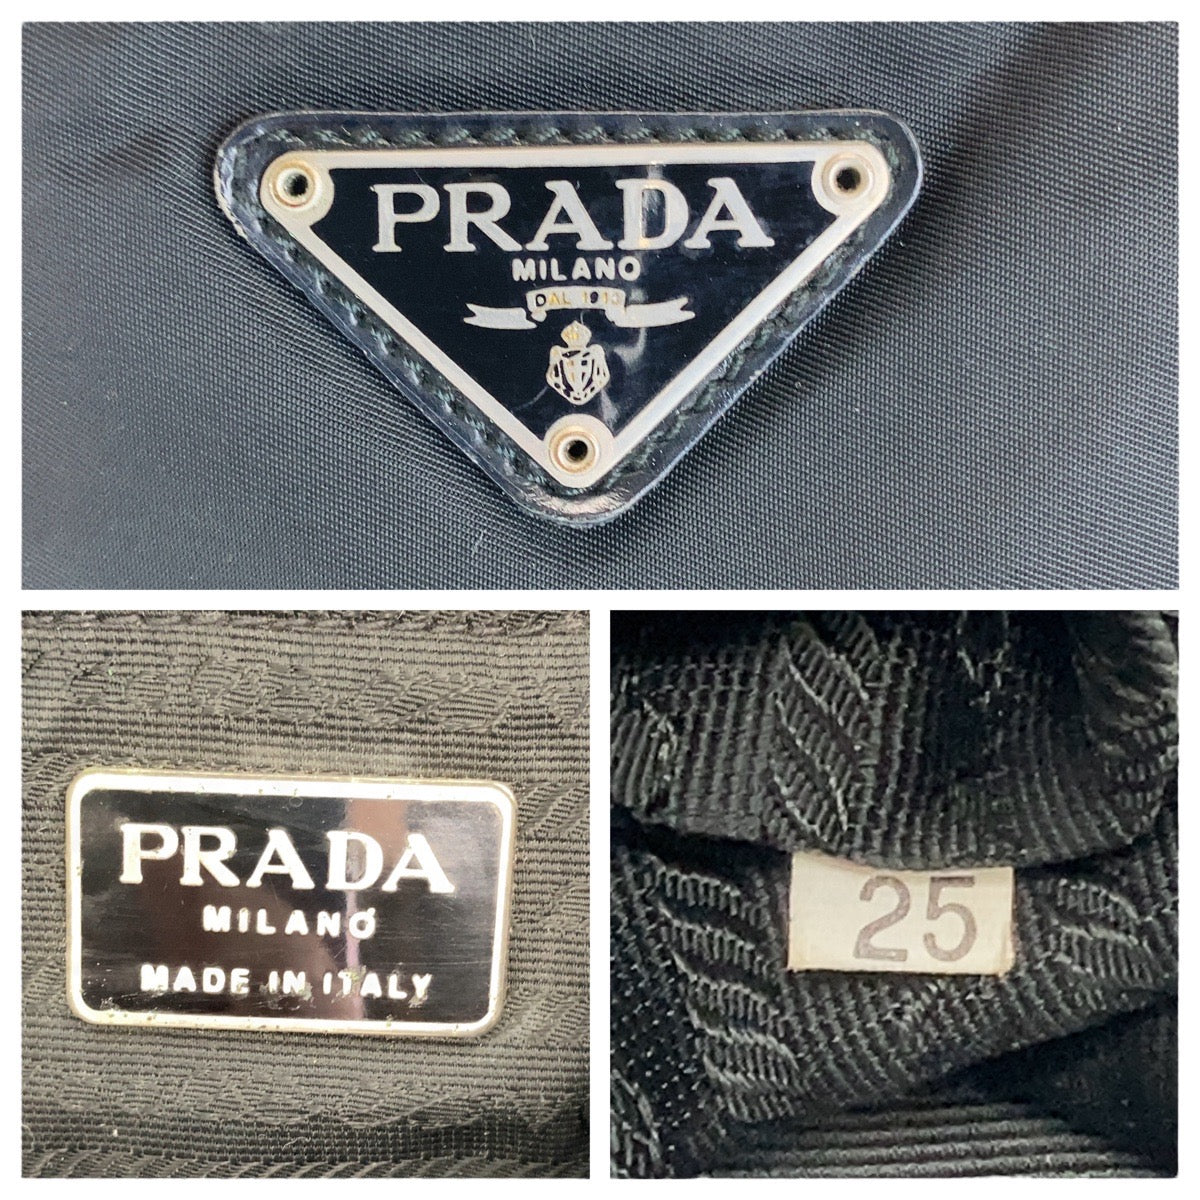 PRADA
MILANO
DAL 1913
PRADA
MILANO
MADE IN ITALY
25